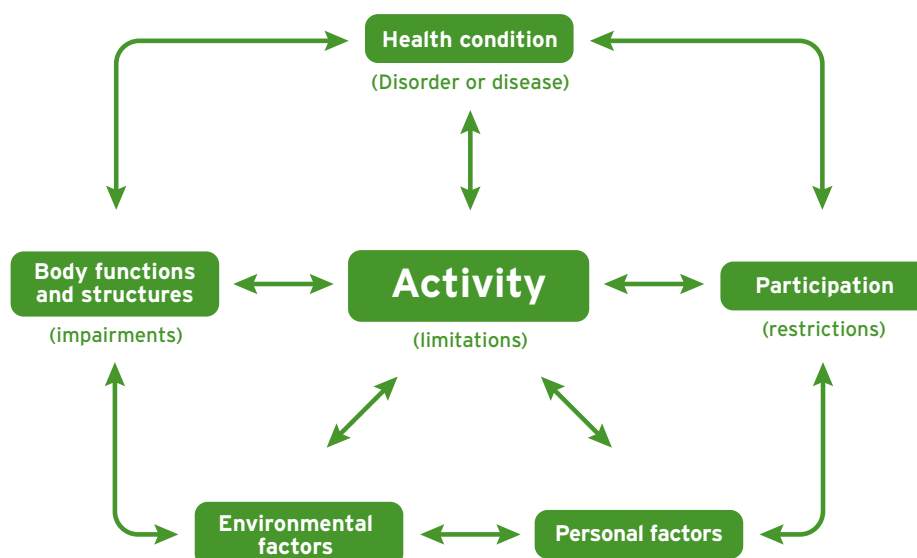 Health condition
(Disorder or disease)
Body functions
and structures
(impairments)
Activity
(limitations)
Participation
(restrictions)
Environmental
factors
Personal factors